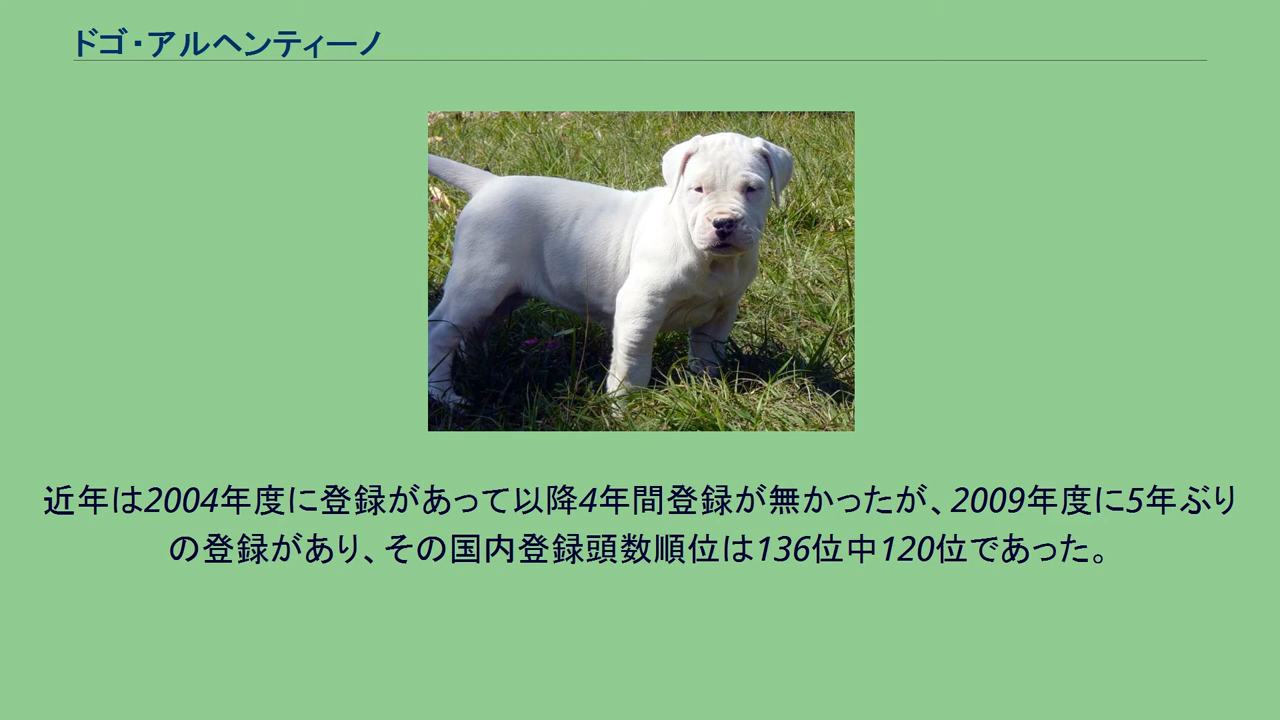 ドゴ・アルヘンティーノ
近年は2004年度に登録があって以降4年間登録が無かったが、2009年度に5年ぶり
の登録があり、その国内登録頭数順位は136位中120位であった。